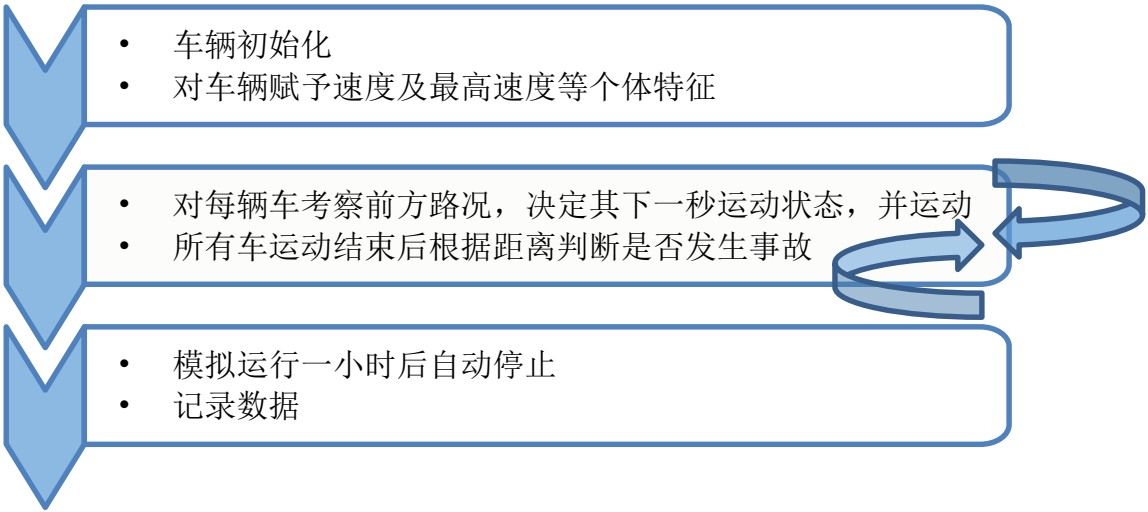 • 车辆初始化
• 对车辆赋予速度及最高速度等个体特征
• 对每辆车考察前方路况，决定其下一秒运动状态，并运动
• 所有车运动结束后根据距离判断是否发生事故
• 模拟运行一小时后自动停止
• 记录数据